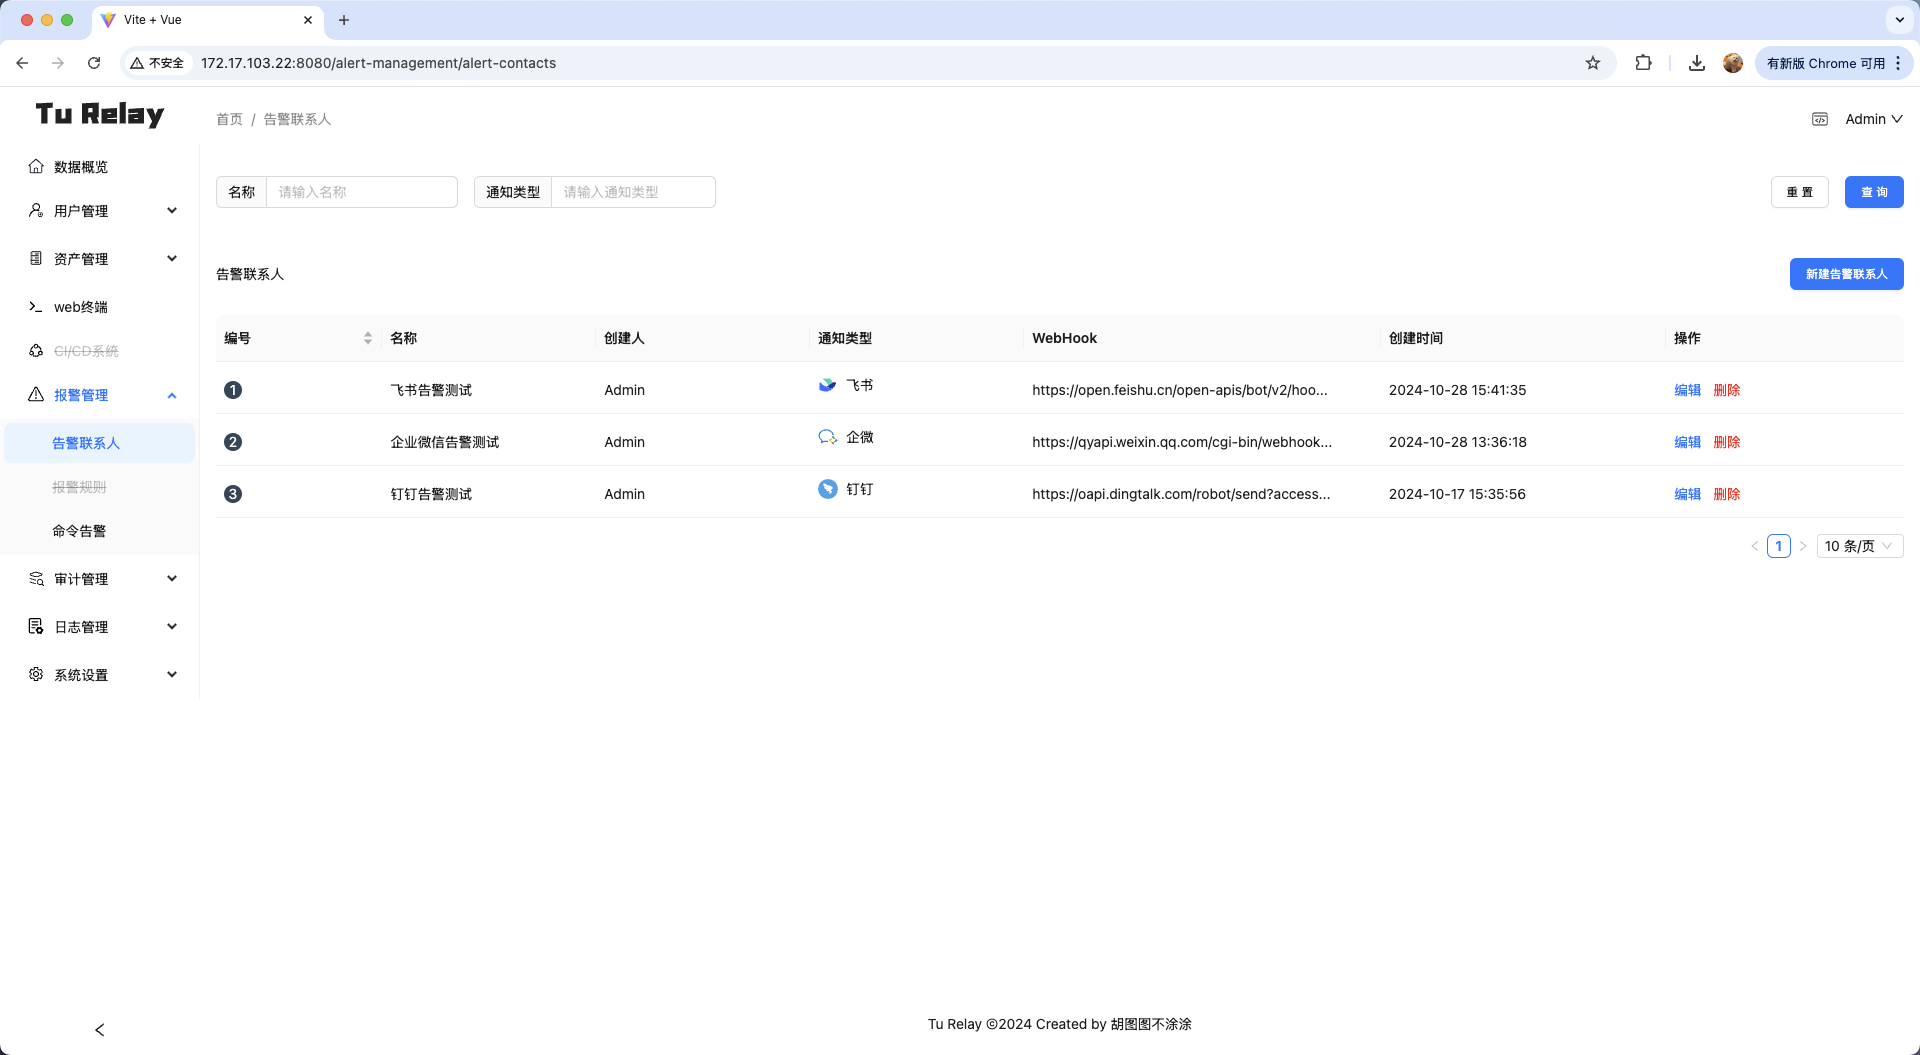 Vite + Vue
不安全
172.17.103.22:8080/alert-management/alert-contacts
有新版 Chrome 可用
Tu Relay
首页 / 告警联系人
Admin
数据概览
用户管理
资产管理
web终端
CI/CD系统
报警管理
告警联系人
报警规则
命令告警
审计管理
日志管理
系统设置
名称 请输入名称
通知类型 请输入通知类型
重 置
查 询
告警联系人
新建告警联系人
编号 名称 创建人 通知类型 WebHook 创建时间 操作
1 飞书告警测试 Admin 飞书 https://open.feishu.cn/open-apis/bot/v2/hoo... 2024-10-28 15:41:35 编辑 删除
2 企业微信告警测试 Admin 企微 https://qyapi.weixin.qq.com/cgi-bin/webhook... 2024-10-28 13:36:18 编辑 删除
3 钉钉告警测试 Admin 钉钉 https://oapi.dingtalk.com/robot/send?access... 2024-10-17 15:35:56 编辑 删除
1 10 条/页
Tu Relay ©2024 Created by 胡图图不涂涂